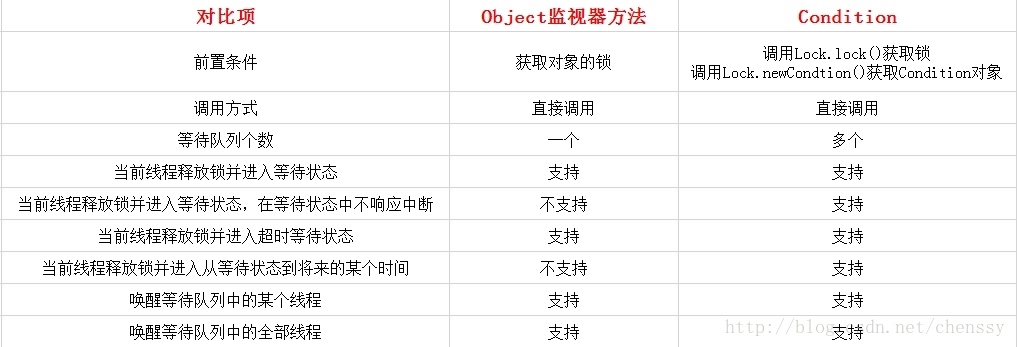 对比项 Object监视器方法 Condition
前置条件 获取对象的锁 调用Lock.lock()获取锁
调用Lock.newCondtion()获取Condition对象
调用方式 直接调用 直接调用
等待队列个数 一个 多个
当前线程释放锁并进入等待状态 支持 支持
当前线程释放锁并进入等待状态，在等待状态中不响应中断 不支持 支持
当前线程释放锁并进入超时等待状态 支持 支持
当前线程释放锁并进入从等待状态到将来的某个时间 不支持 支持
唤醒等待队列中的某个线程 支持 支持
唤醒等待队列中的全部线程 支持 支持
http://blog.csdn.net/chenssy